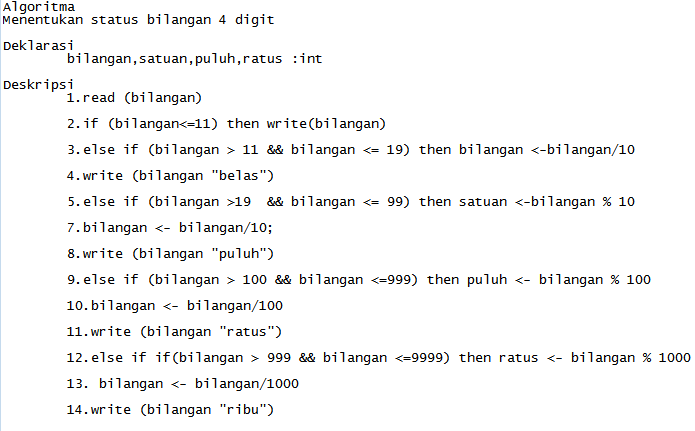 Algoritma
Menentukan status bilangan 4 digit
Deklarasi
bilangan,satuan,puluh,ratus :int
Deskripsi
1.read (bilangan)
2.if (bilangan<=11) then write(bilangan)
3.else if (bilangan > 11 && bilangan <= 19) then bilangan <-bilangan/10
4.write (bilangan "belas")
5.else if (bilangan >19  && bilangan <= 99) then satuan <-bilangan % 10
7.bilangan <- bilangan/10;
8.write (bilangan "puluh")
9.else if (bilangan > 100 && bilangan <=999) then puluh <- bilangan % 100
10.bilangan <- bilangan/100
11.write (bilangan "ratus")
12.else if if(bilangan > 999 && bilangan <=9999) then ratus <- bilangan % 1000
13. bilangan <- bilangan/1000
14.write (bilangan "ribu")